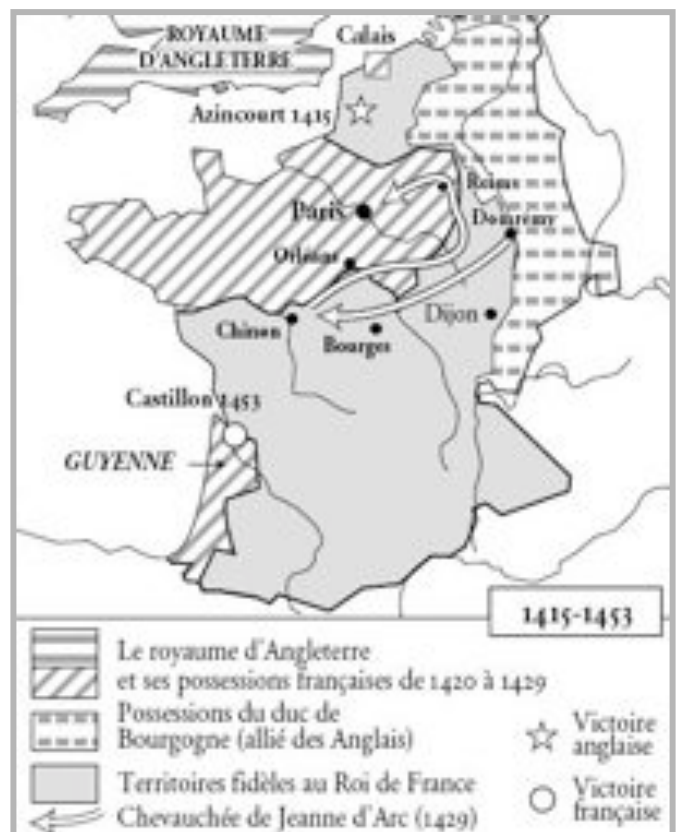 ROYAUME
D'ANGLETERRE
Calais
Azincourt 1415
Reims
Paris
Domremy
Orléans
Dijon
Chinon
Bourges
Castillon 1453
GUYENNE
1415-1453
Le royaume d'Angleterre
et ses possessions françaises de 1420 à 1429
Possessions du duc de
Bourgogne (allié des Anglais)
Territoires fidèles au Roi de France
Chevauchée de Jeanne d'Arc (1429)
Victoire
anglaise
Victoire
française